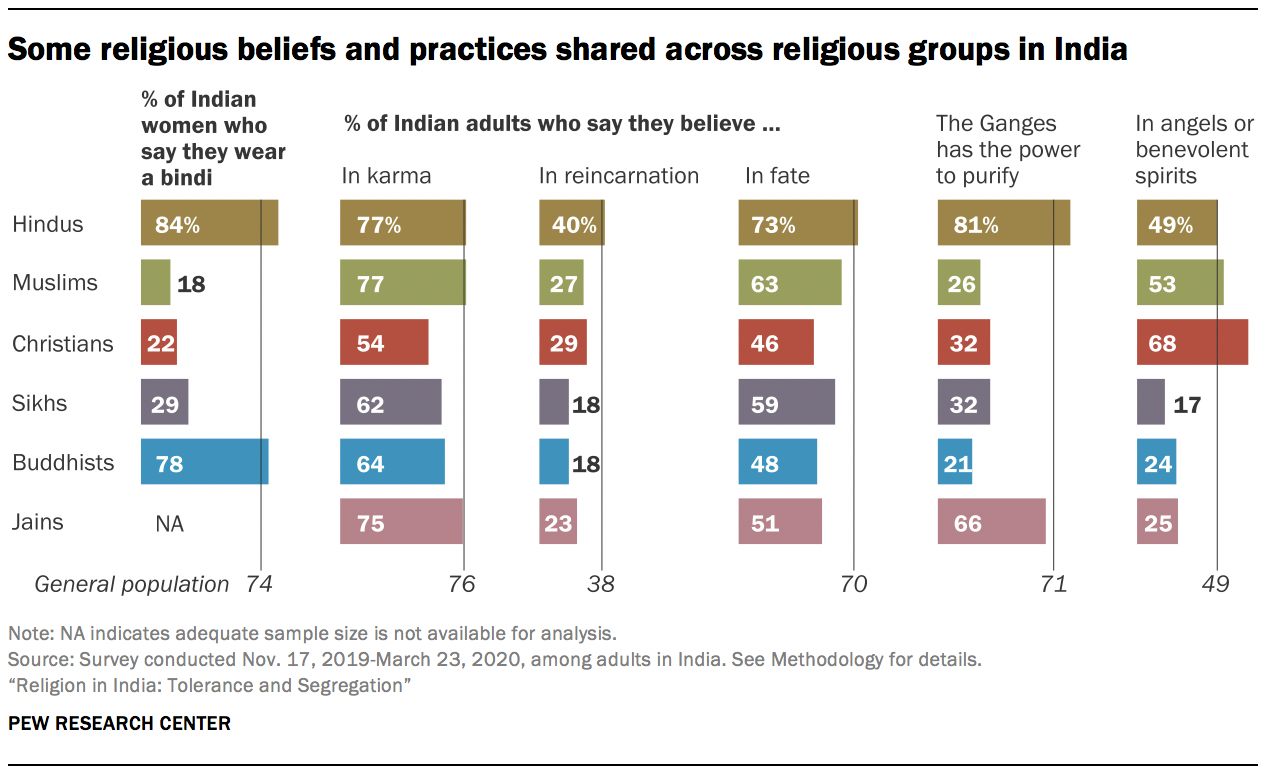 Some religious beliefs and practices shared across religious groups in India
% of Indian
women who
say they wear
a bindi
% of Indian adults who say they believe ...
In karma
In reincarnation
In fate
The Ganges
has the power
to purify
In angels or
benevolent
spirits
Hindus 84% 77% 40% 73% 81% 49%
Muslims 18 77 27 63 26 53
Christians 22 54 29 46 32 68
Sikhs 29 62 18 59 32 17
Buddhists 78 64 18 48 21 24
Jains NA 75 23 51 66 25
General population 74 76 38 70 71 49
Note: NA indicates adequate sample size is not available for analysis.
Source: Survey conducted Nov. 17, 2019-March 23, 2020, among adults in India. See Methodology for details.
“Religion in India: Tolerance and Segregation”
PEW RESEARCH CENTER